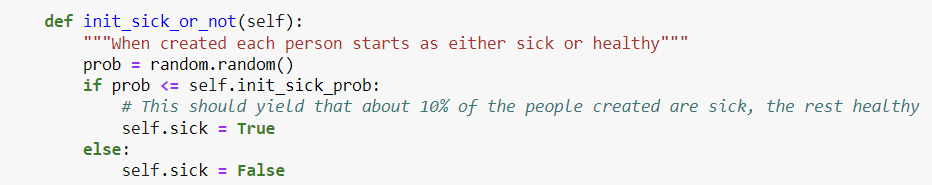 def init_sick_or_not(self):
    """When created each person starts as either sick or healthy"""
    prob = random.random()
    if prob <= self.init_sick_prob:
        # This should yield that about 10% of the people created are sick, the rest healthy
        self.sick = True
    else:
        self.sick = False